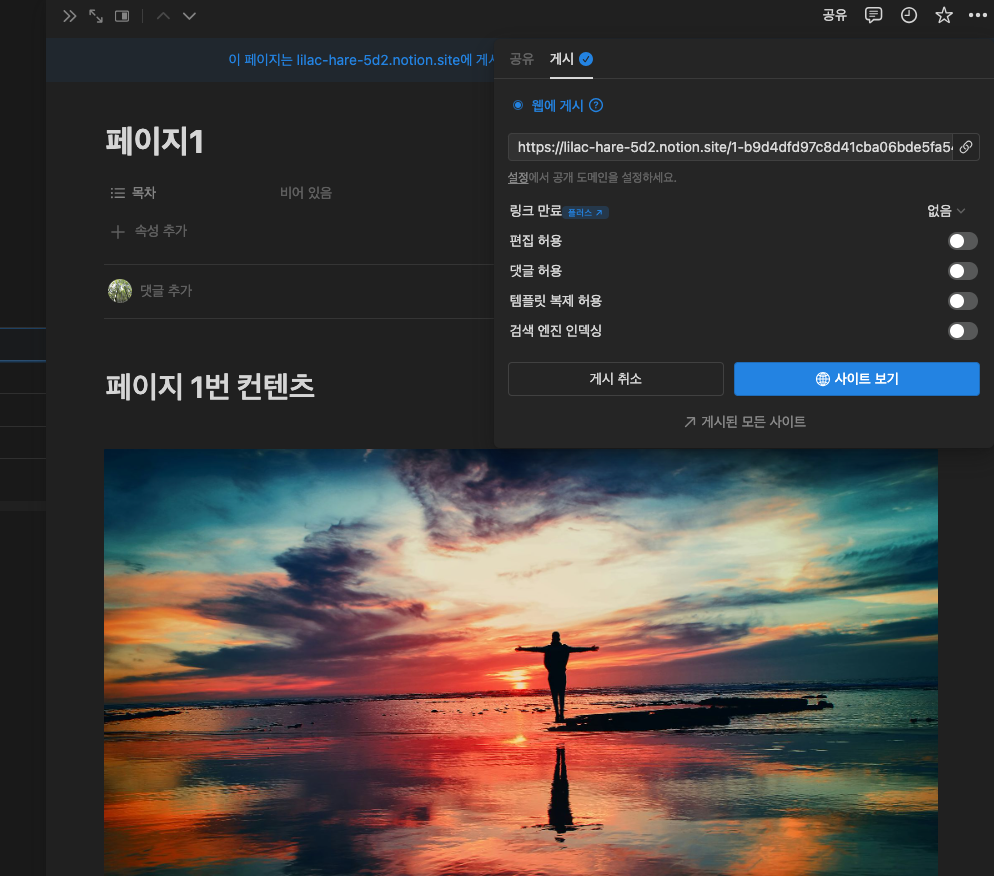 공유
이 페이지는 lilac-hare-5d2.notion.site에 게시
공유 게시
웹에 게시
페이지1
https://lilac-hare-5d2.notion.site/1-b9d4dfd97c8d41cba06bde5fa5
설정에서 공개 도메인을 설정하세요.
목차 비어 있음
링크 만료 플러스 ↗ 없음
속성 추가
편집 허용
댓글 허용
댓글 추가
템플릿 복제 허용
검색 엔진 인덱싱
게시 취소 사이트 보기
페이지 1번 컨텐츠
↗ 게시된 모든 사이트